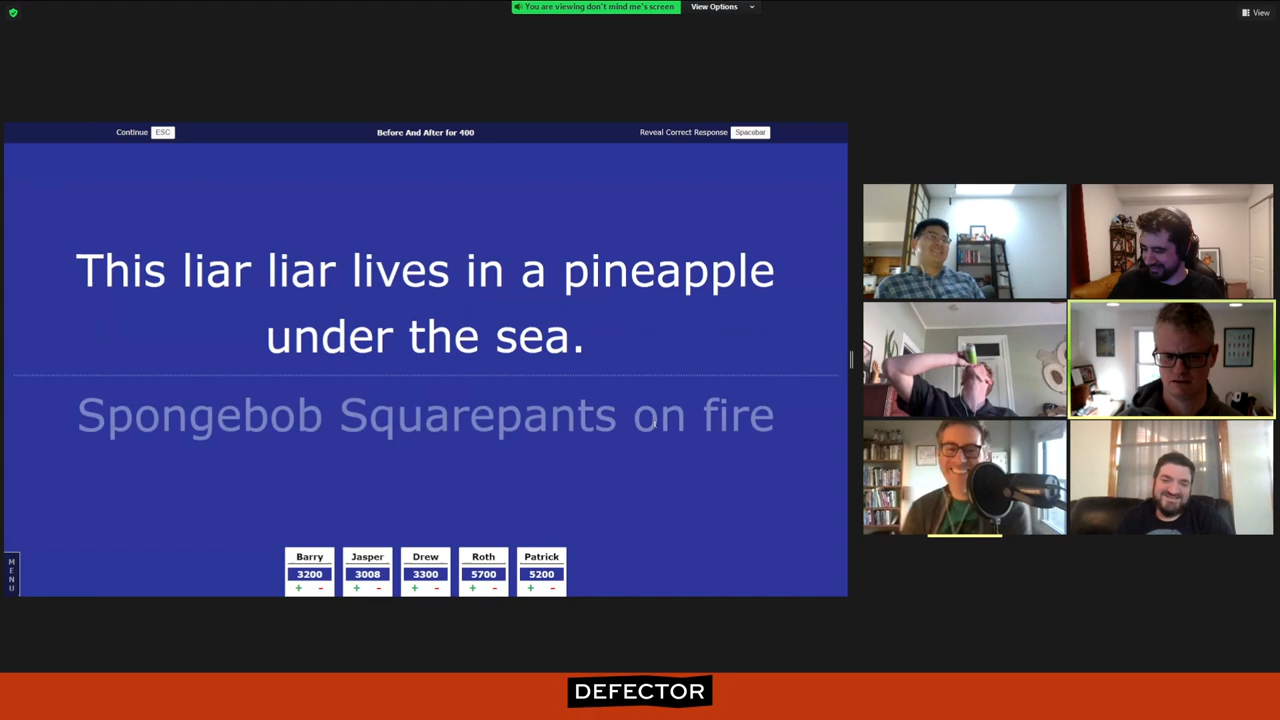 You are viewing don't mind me's screen
View Options
View
Continue ESC
Before And After for 400
Reveal Correct Response Spacebar
This liar liar lives in a pineapple
under the sea.
Spongebob Squarepants on fire
MENU
Barry Jasper Drew Roth Patrick
3200 3008 3300 5700 5200
+ - + - + - + - + -
DEFECTOR